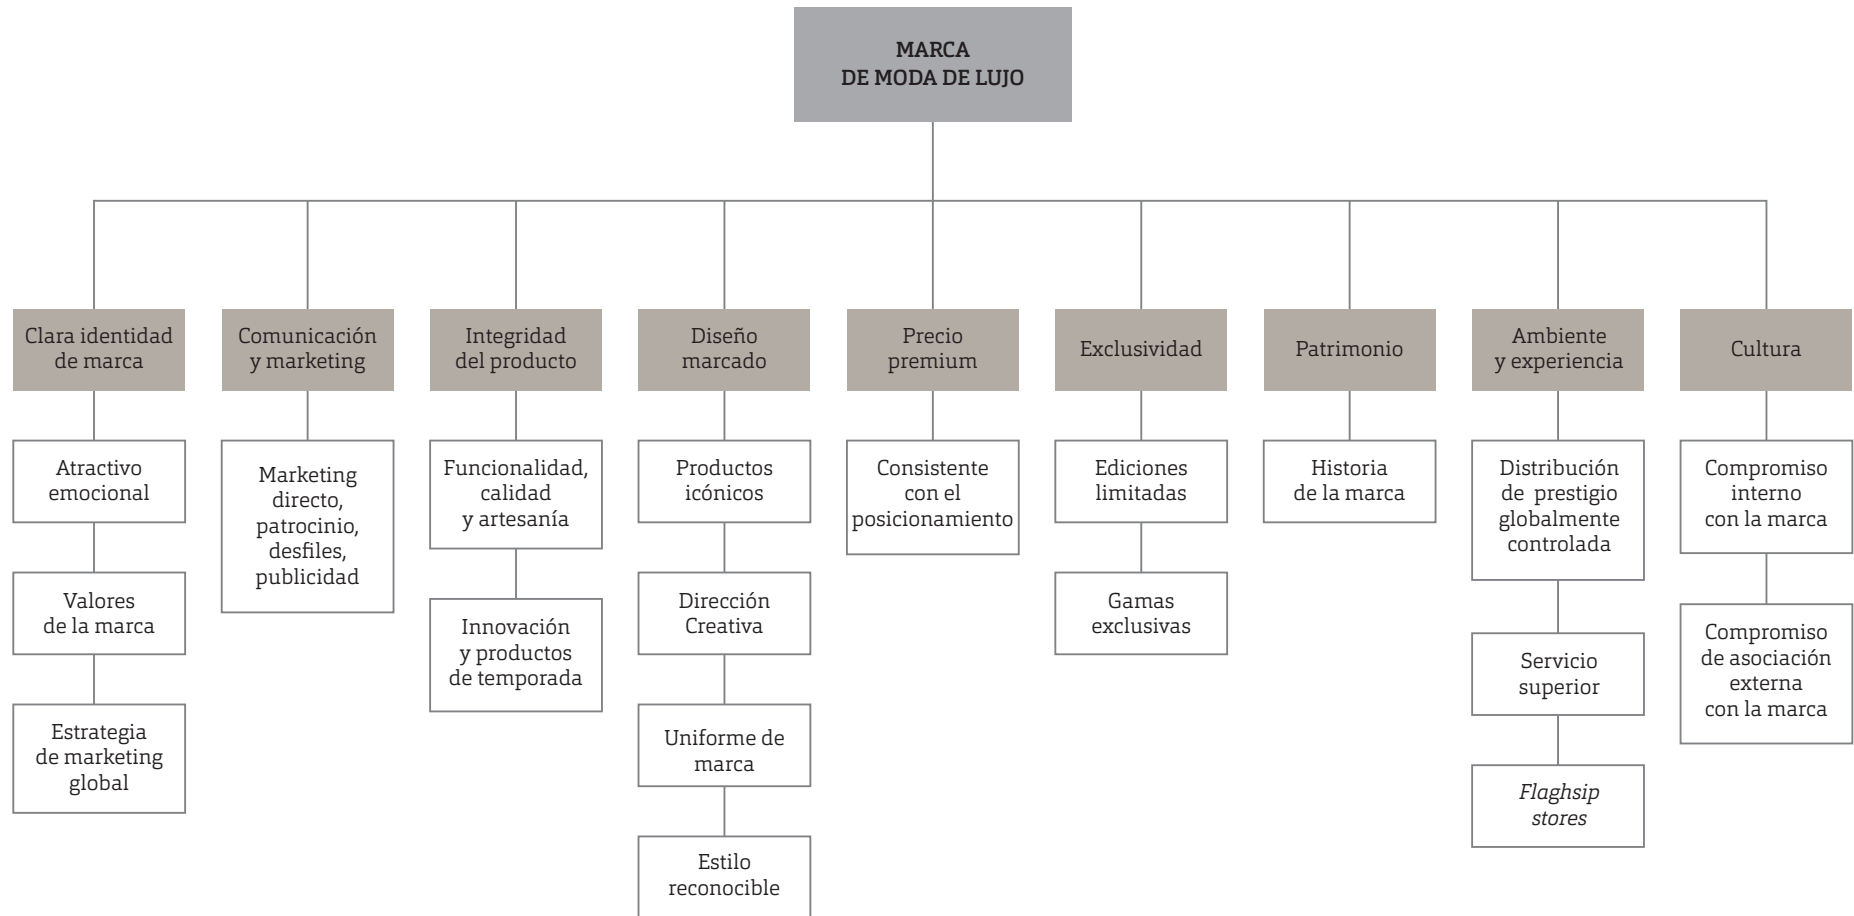 MARCA
DE MODA DE LUJO
Clara identidad
de marca
Atractivo
emocional
Valores
de la marca
Estrategia
de marketing
global
Comunicación
y marketing
Marketing
directo,
patrocinio,
desfiles,
publicidad
Integridad
del producto
Funcionalidad,
calidad
y artesanía
Innovación
y productos
de temporada
Diseño
marcado
Productos
icónicos
Dirección
Creativa
Uniforme de
marca
Estilo
reconocible
Precio
premium
Consistente
con el
posicionamiento
Exclusividad
Ediciones
limitadas
Gamas
exclusivas
Patrimonio
Historia
de la marca
Ambiente
y experiencia
Distribución
de prestigio
globalmente
controlada
Servicio
superior
Flaghsip
stores
Cultura
Compromiso
interno
con la marca
Compromiso
de asociación
externa
con la marca